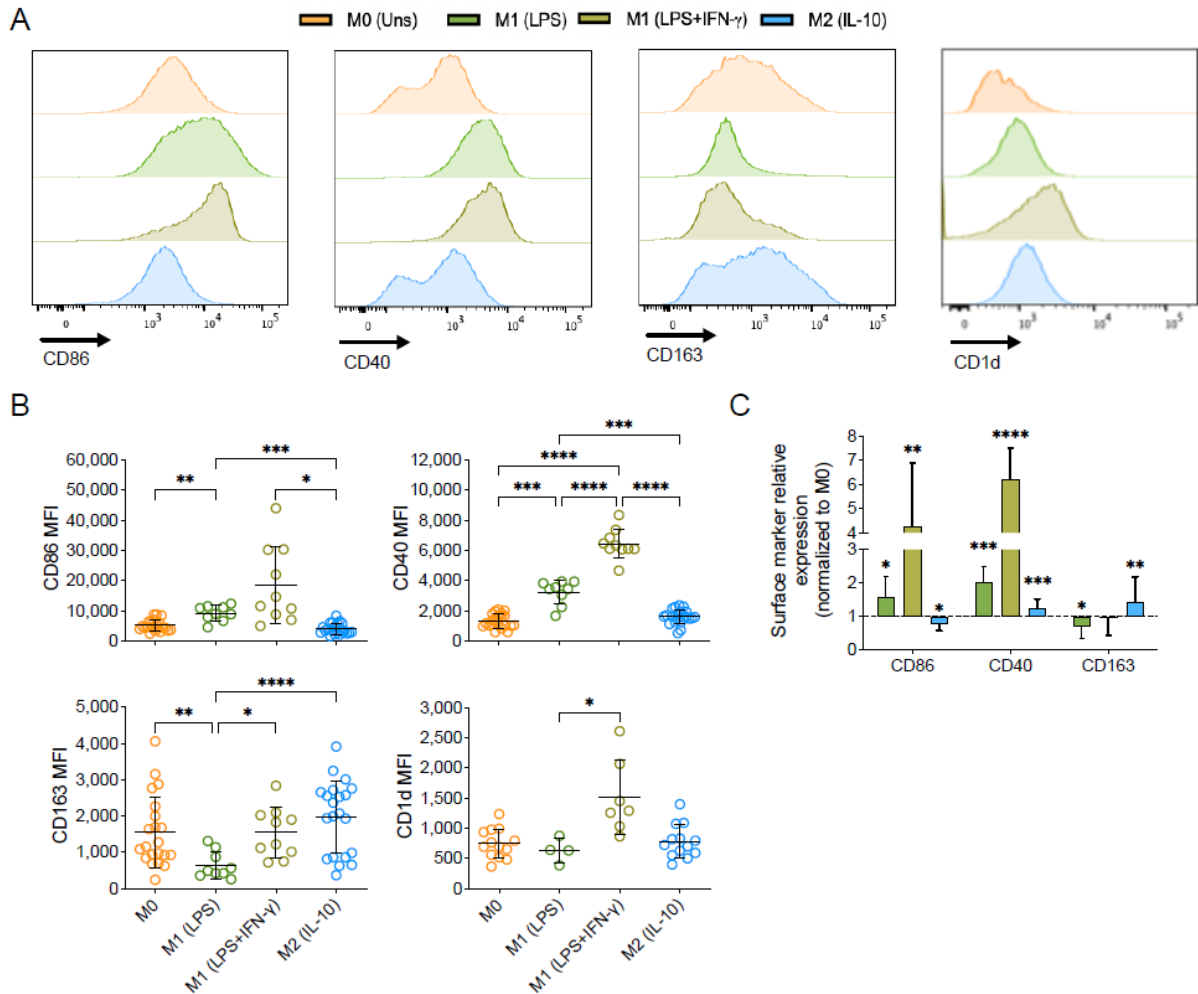 A
M0 (Uns) M1 (LPS) M1 (LPS+IFN-γ) M2 (IL-10)
0 10³ 10⁴ 10⁵
CD86
0 10³ 10⁴ 10⁵
CD40
0 10³ 10⁴ 10⁵
CD163
0 10³ 10⁴ 10⁵
CD1d
B
CD86 MFI
60,000
50,000
40,000
30,000
20,000
10,000
0
***
** *
CD40 MFI
12,000
10,000
8,000
6,000
4,000
2,000
0
***
****
*** **** ****
CD163 MFI
5,000
4,000
3,000
2,000
1,000
0
****
** *
M0
M1 (LPS)
M1 (LPS+IFN-γ)
M2 (IL-10)
CD1d MFI
3,000
2,500
2,000
1,500
1,000
500
0
*
M0
M1 (LPS)
M1 (LPS+IFN-γ)
M2 (IL-10)
C
Surface marker relative
expression
(normalized to M0)
8
7
6
5
4
3
2
1
0
* ** *
*** **** ***
* **
CD86 CD40 CD163